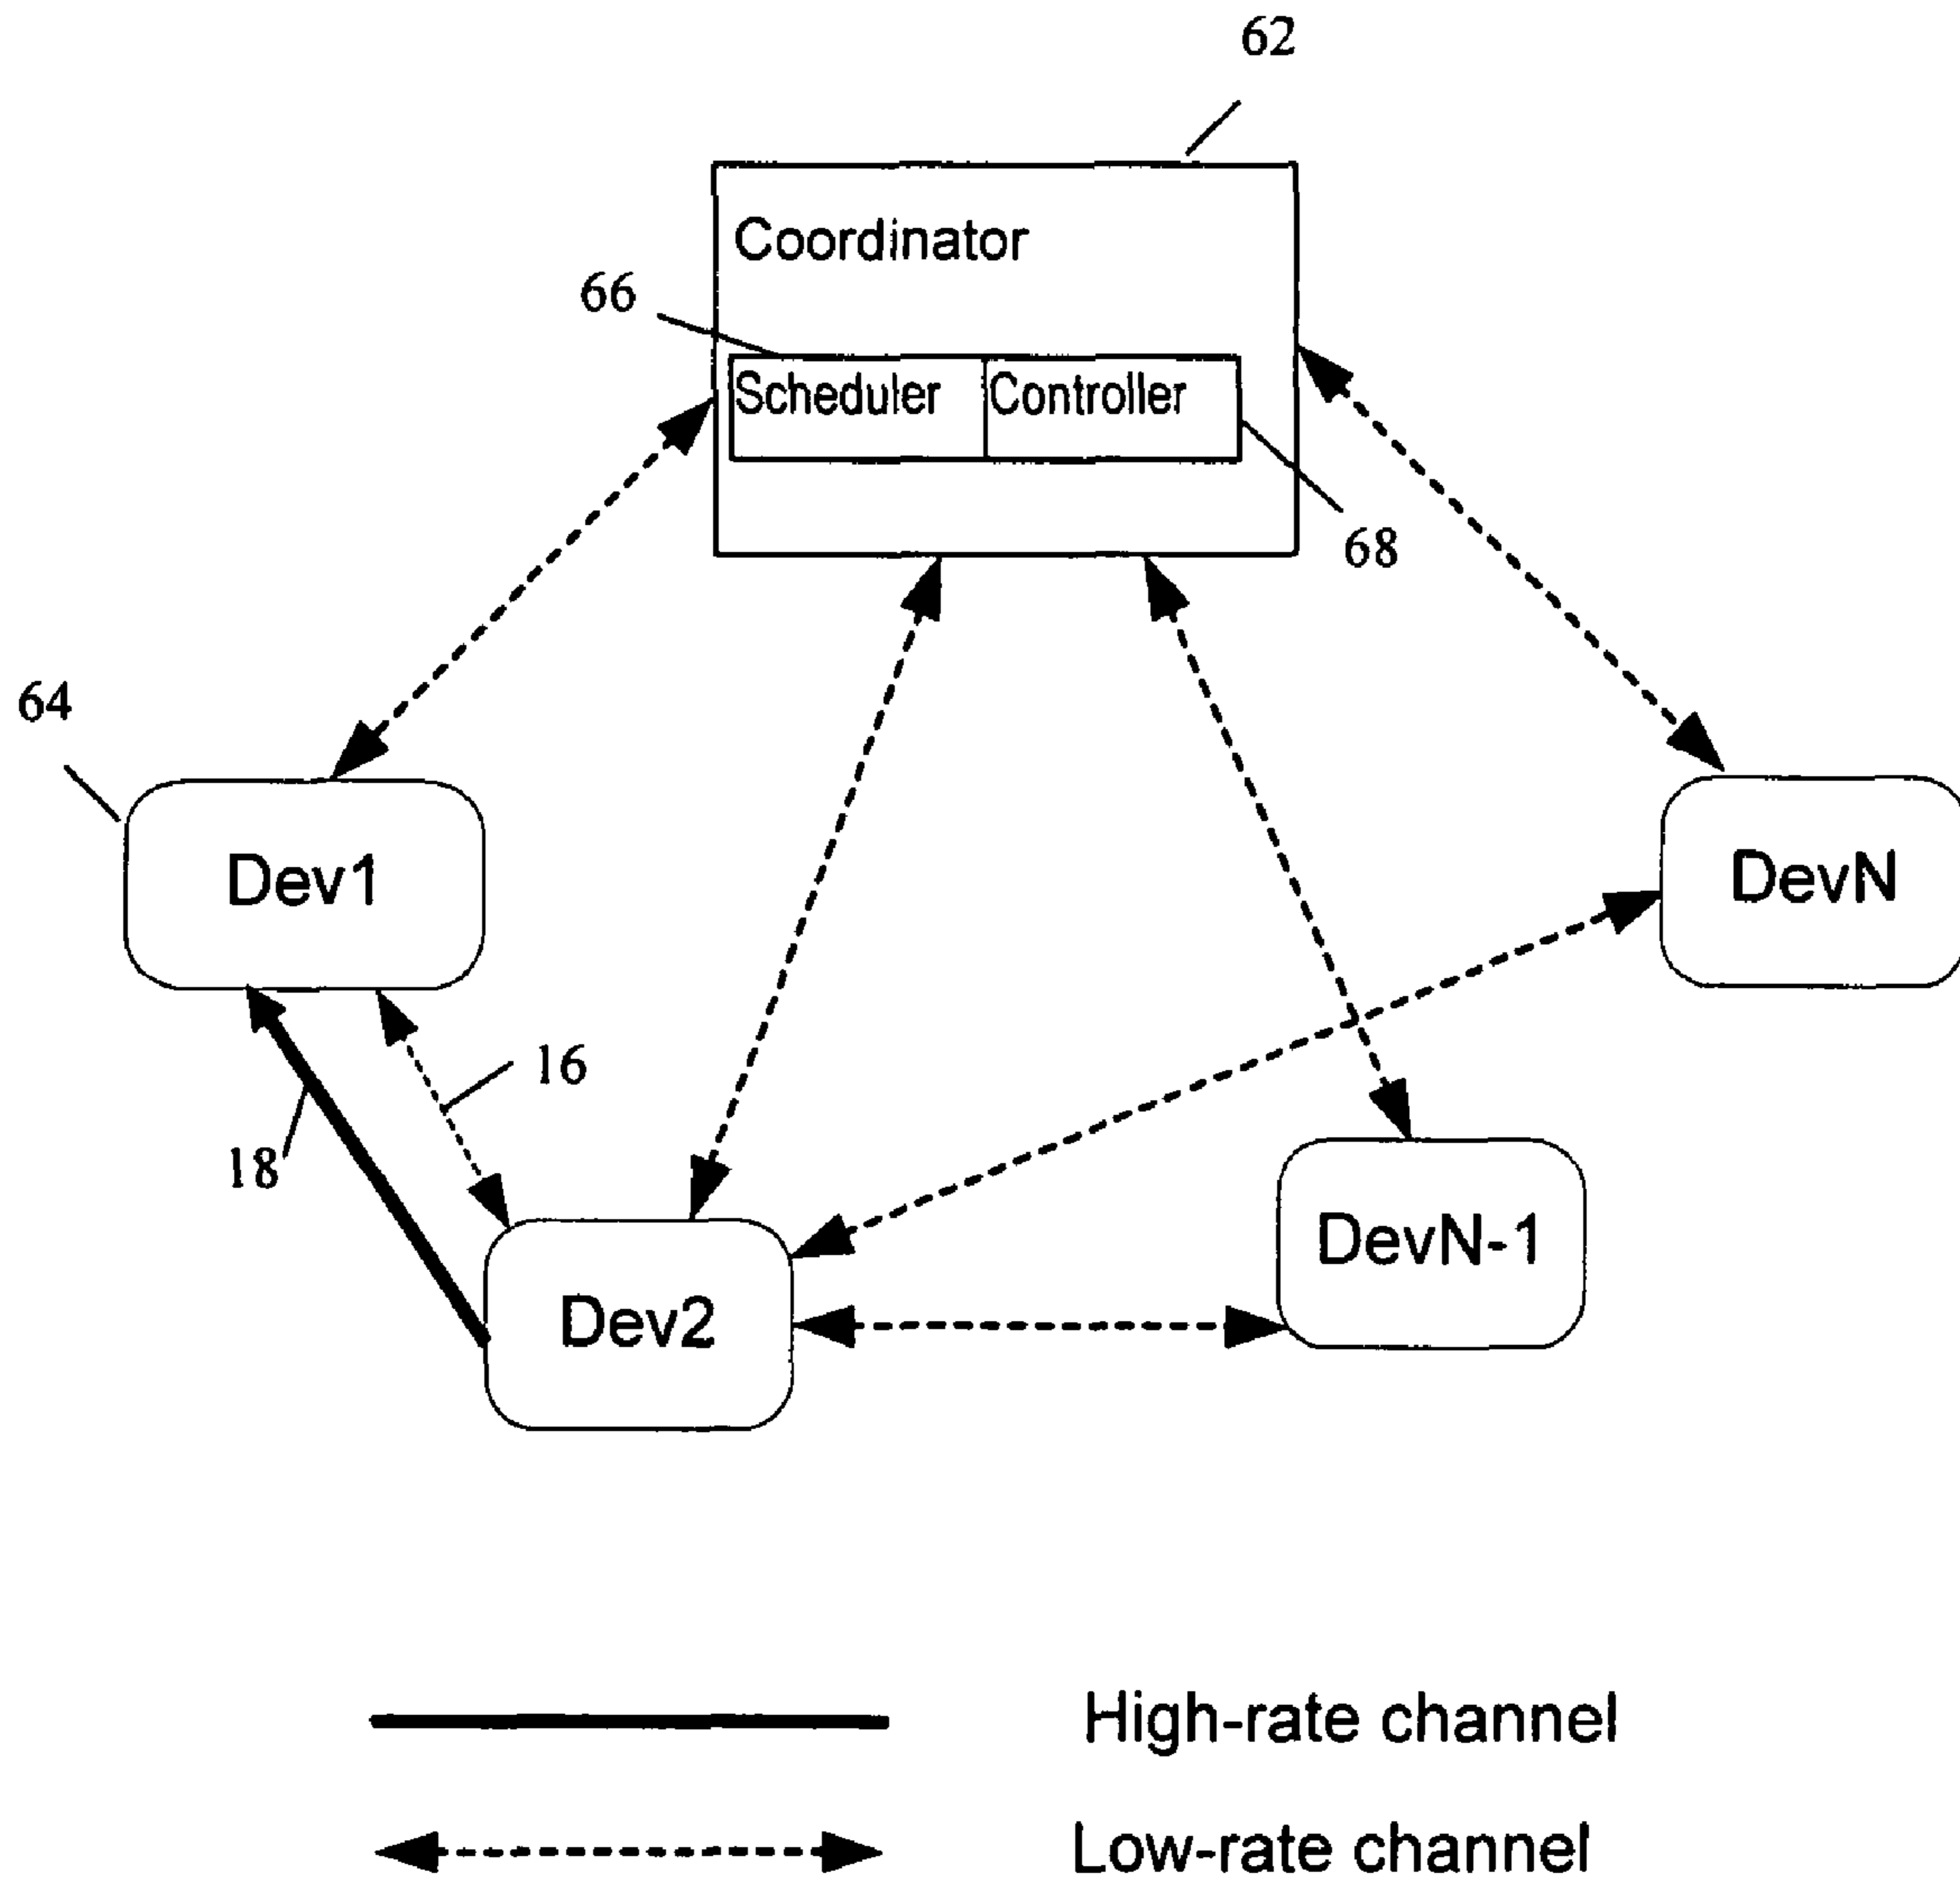 62
Coordinator
66
Scheduler Controller
68
64
Dev1
DevN
16
18
DevN-1
Dev2
High-rate channel
Low-rate channel